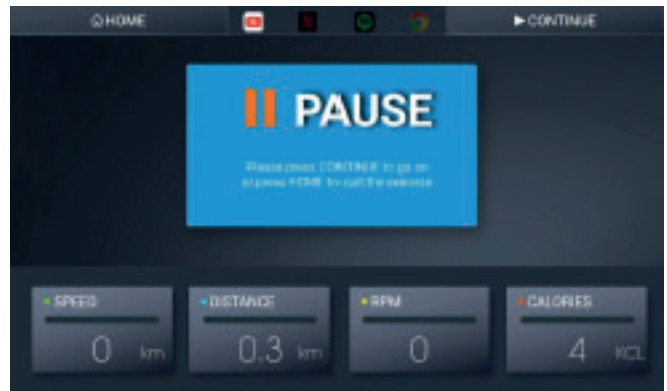 HOME
CONTINUE
PAUSE
Please press CONTINUE to go on
or press HOME to quit the exercise
SPEED
DISTANCE
RPM
CALORIES
0 km
0.3 km
0
4 KCL